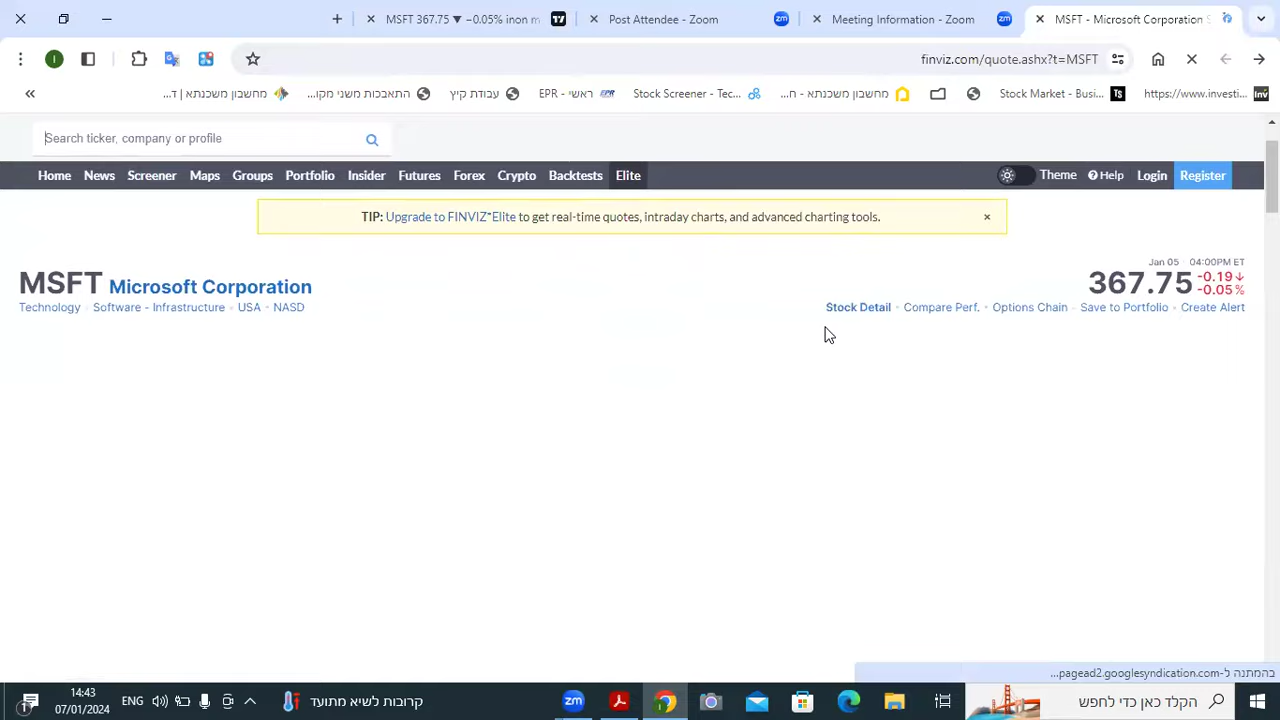 MSFT 367.75 ▼ −0.05% inon m
Post Attendee - Zoom
Meeting Information - Zoom
MSFT - Microsoft Corporation S
finviz.com/quote.ashx?t=MSFT
מחשבון משכנתא | ד...
התאבכות משני מקו...
עבודת קיץ
EPR - ראשי
Stock Screener - Tec...
מחשבון משכנתא - ח...
Stock Market - Busi...
https://www.investi...
Search ticker, company or profile
Home News Screener Maps Groups Portfolio Insider Futures Forex Crypto Backtests Elite Theme Help Login Register
TIP: Upgrade to FINVIZ*Elite to get real-time quotes, intraday charts, and advanced charting tools. ×
Jan 05 · 04:00PM ET
MSFT Microsoft Corporation
367.75 -0.19 ↓ -0.05 %
Technology · Software - Infrastructure · USA · NASD
Stock Detail · Compare Perf. · Options Chain · Save to Portfolio · Create Alert
בהמתנה ל-pagead2.googlesyndication.com...
14:43
07/01/2024
ENG
קרובות לשיא מתועד
הקלד כאן כדי לחפש